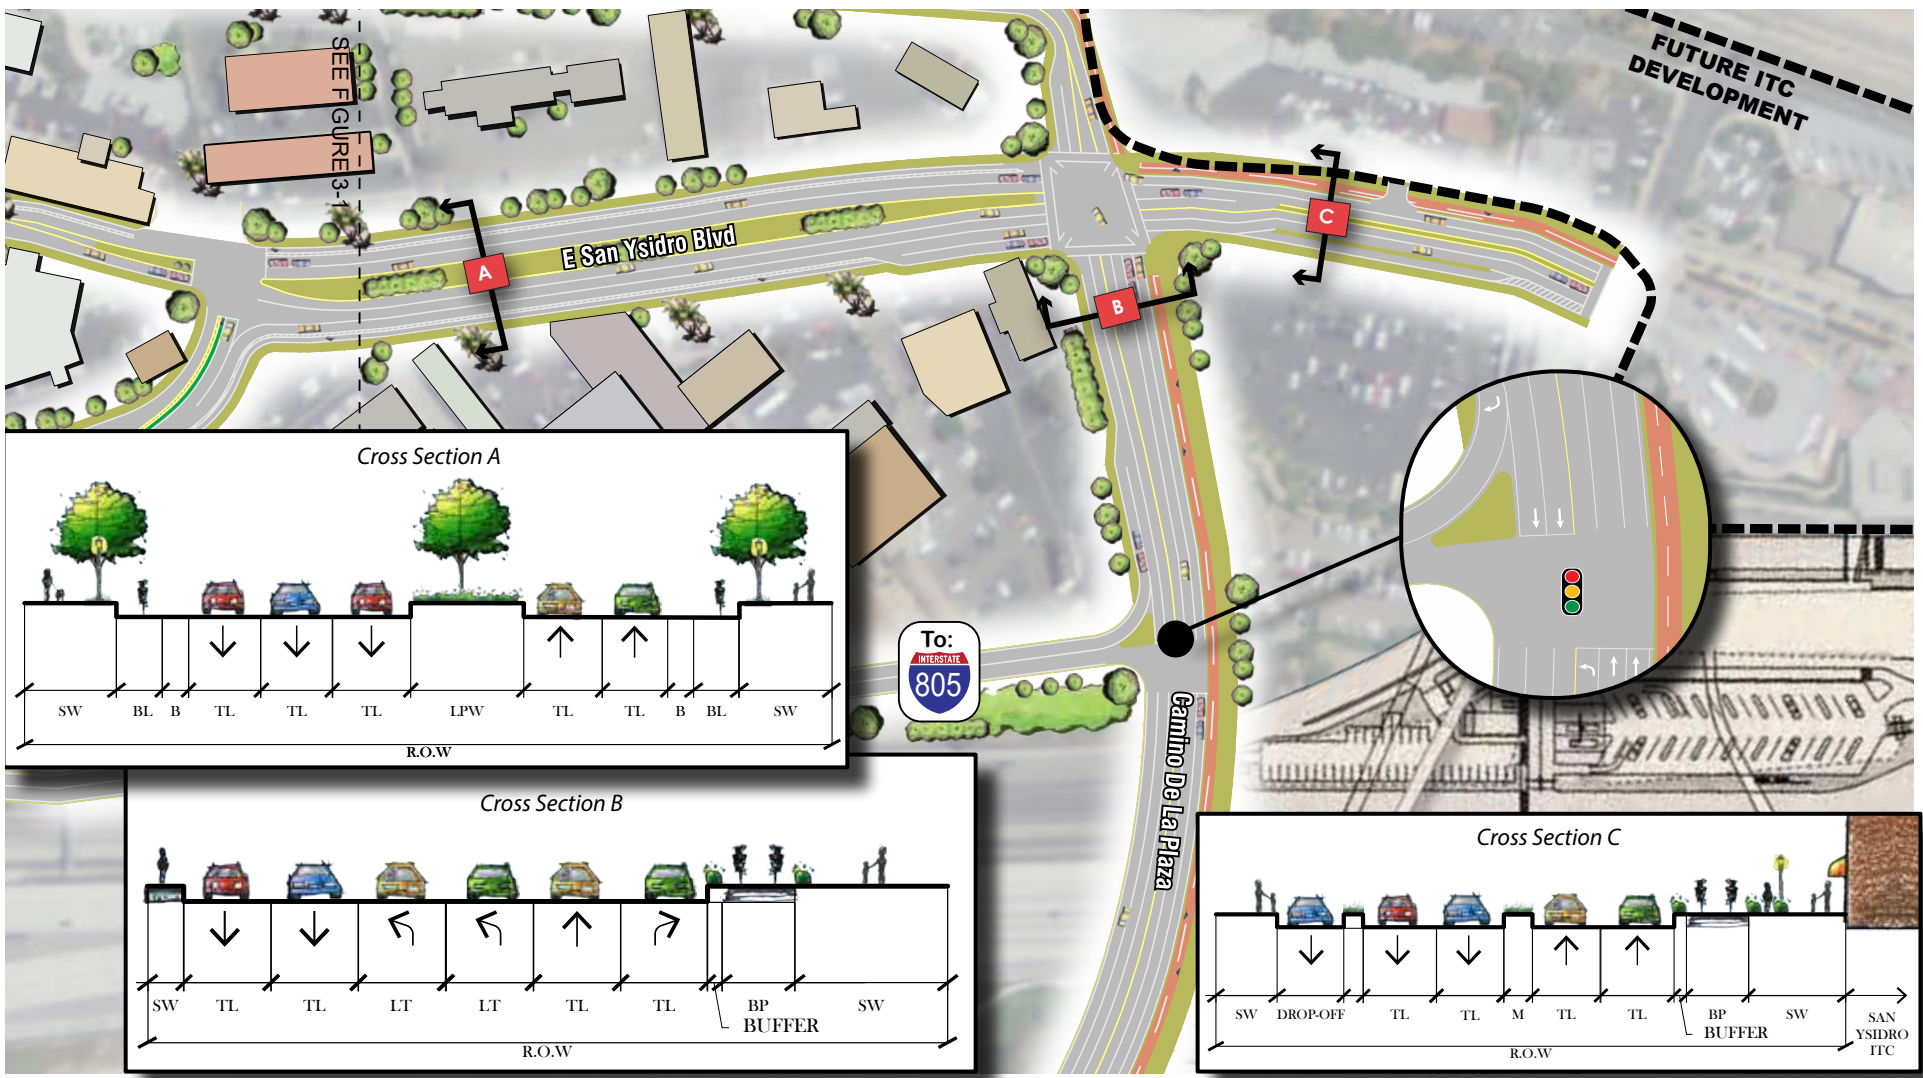 SEE F GURE 3-1
FUTURE ITC
DEVELOPMENT
E San Ysidro Blvd
A
B
C
To:
INTERSTATE
805
Camino De La Plaza
Cross Section A
SW BL B TL TL TL LPW TL TL B BL SW
R.O.W
Cross Section B
SW TL TL LT LT TL TL BP SW
BUFFER
R.O.W
Cross Section C
SW DROP-OFF TL TL M TL TL BP SW SAN
YSIDRO
ITC
BUFFER
R.O.W